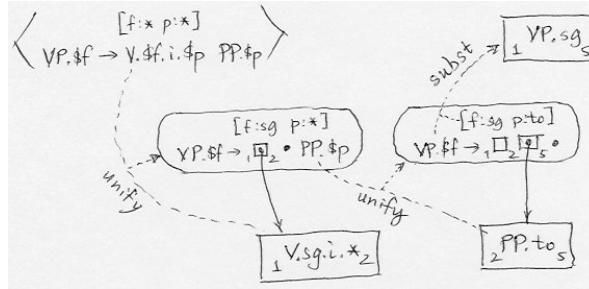 [f:* p:*]
VP.$f → V.$f.i.$p PP.$p
subst
1 VP.sg 5
[f:sg p:*]
VP.$f → 1 2 • PP.$p
[f:sg p:to]
VP.$f → 1 2 5 •
unify
unify
1 V.sg.i.* 2
2 PP.to 5